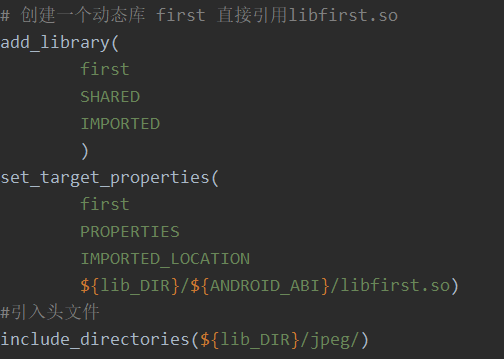 # 创建一个动态库 first 直接引用libfirst.so
add_library(
first
SHARED
IMPORTED
)
set_target_properties(
first
PROPERTIES
IMPORTED_LOCATION
${lib_DIR}/${ANDROID_ABI}/libfirst.so)
#引入头文件
include_directories(${lib_DIR}/jpeg/)